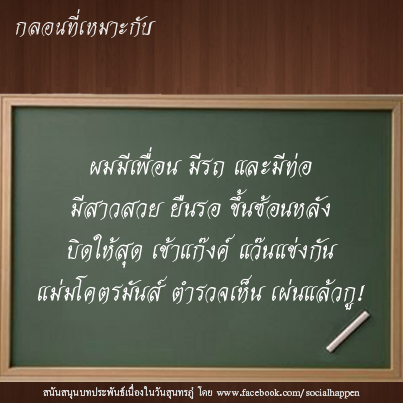 กลอนที่เหมาะกับ
ผมมีเพื่อน มีรถ และมีท่อ
มีสาวสวย ยืนรอ ขึ้นซ้อนหลัง
บิดให้สุด เข้าแก๊งค์ แว๊นแข่งกัน
แม่มโคตรมันส์ ตำรวจเห็น เผ่นแล้วกู!
สนันสนุนบทประพันธ์เนื่องในวันสุนทรภู่ โดย www.facebook.com/socialhappen